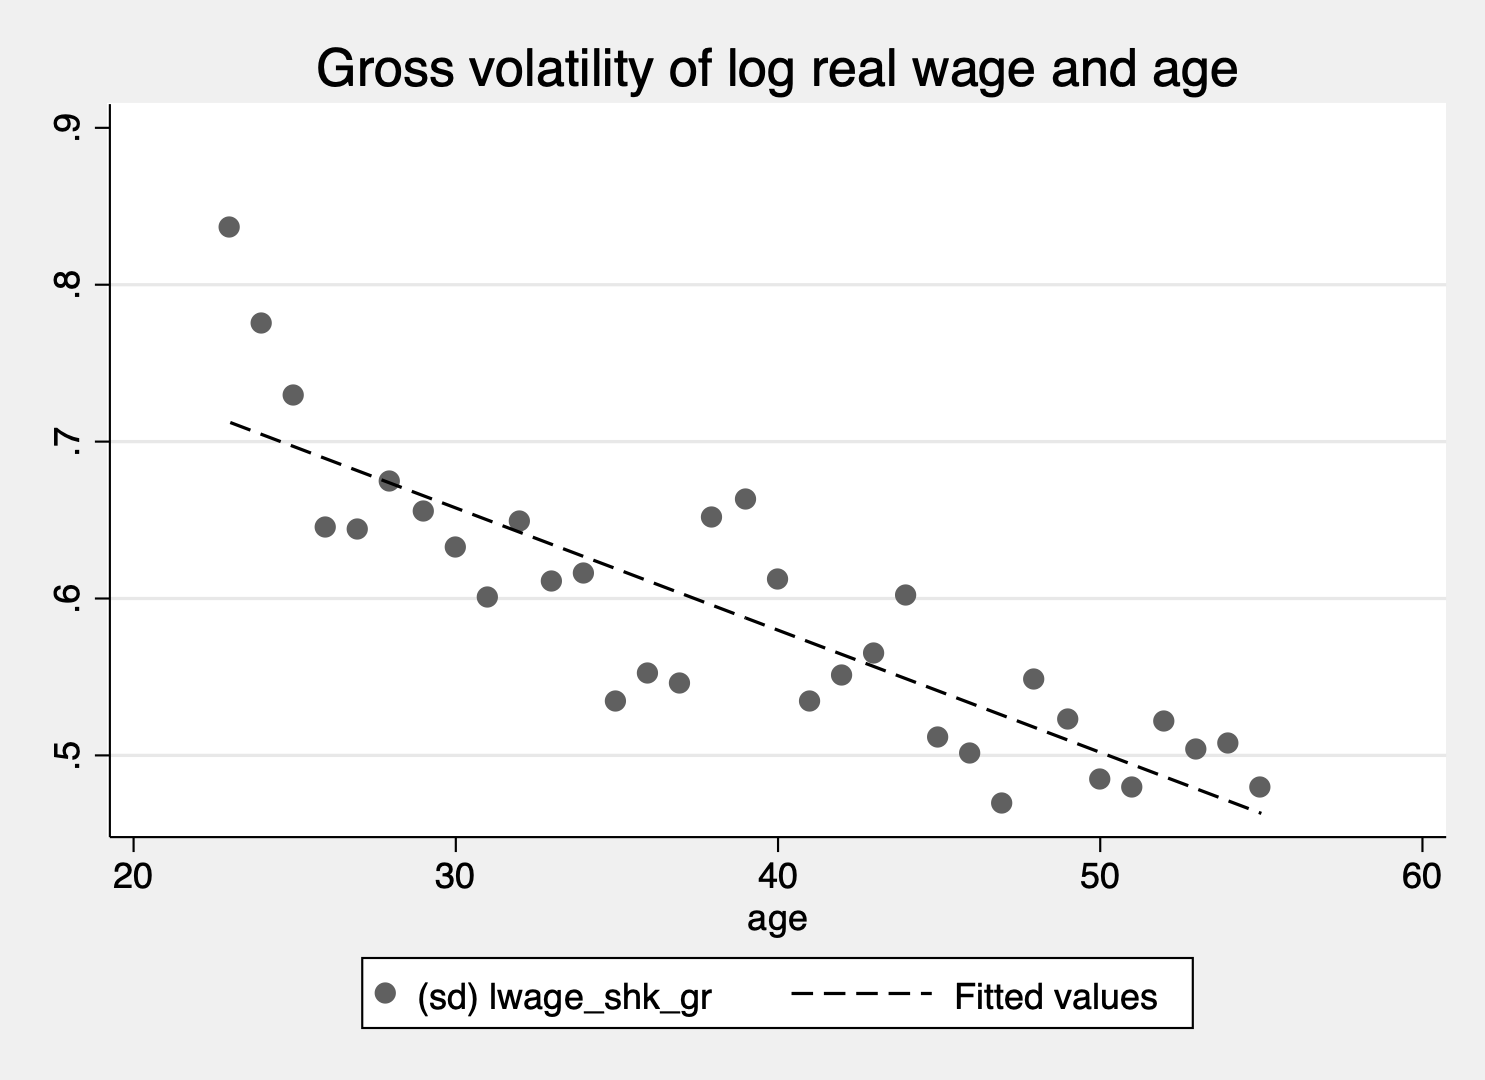 Gross volatility of log real wage and age
.9
.8
.7
.6
.5
20 30 40 50 60
age
(sd) lwage_shk_gr Fitted values